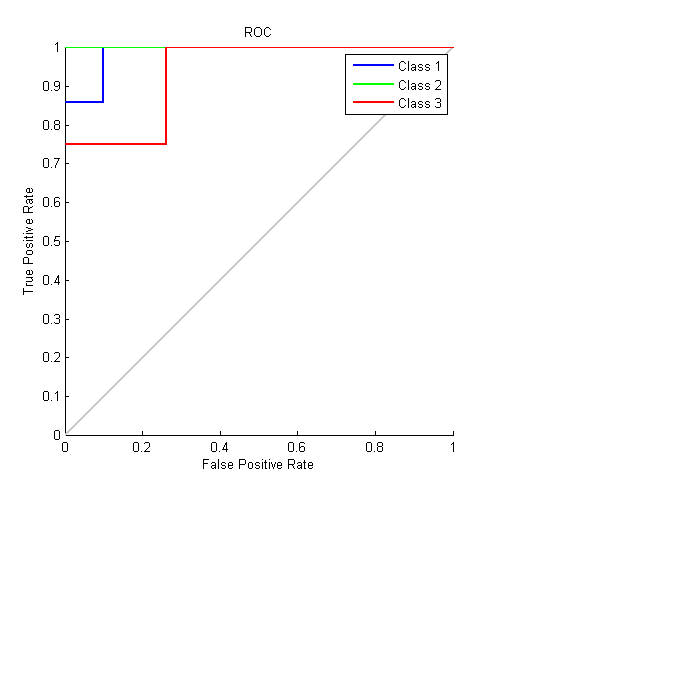 ROC
1
0.9
0.8
0.7
0.6
0.5
0.4
0.3
0.2
0.1
0
True Positive Rate
Class 1
Class 2
Class 3
0 0.2 0.4 0.6 0.8 1
False Positive Rate